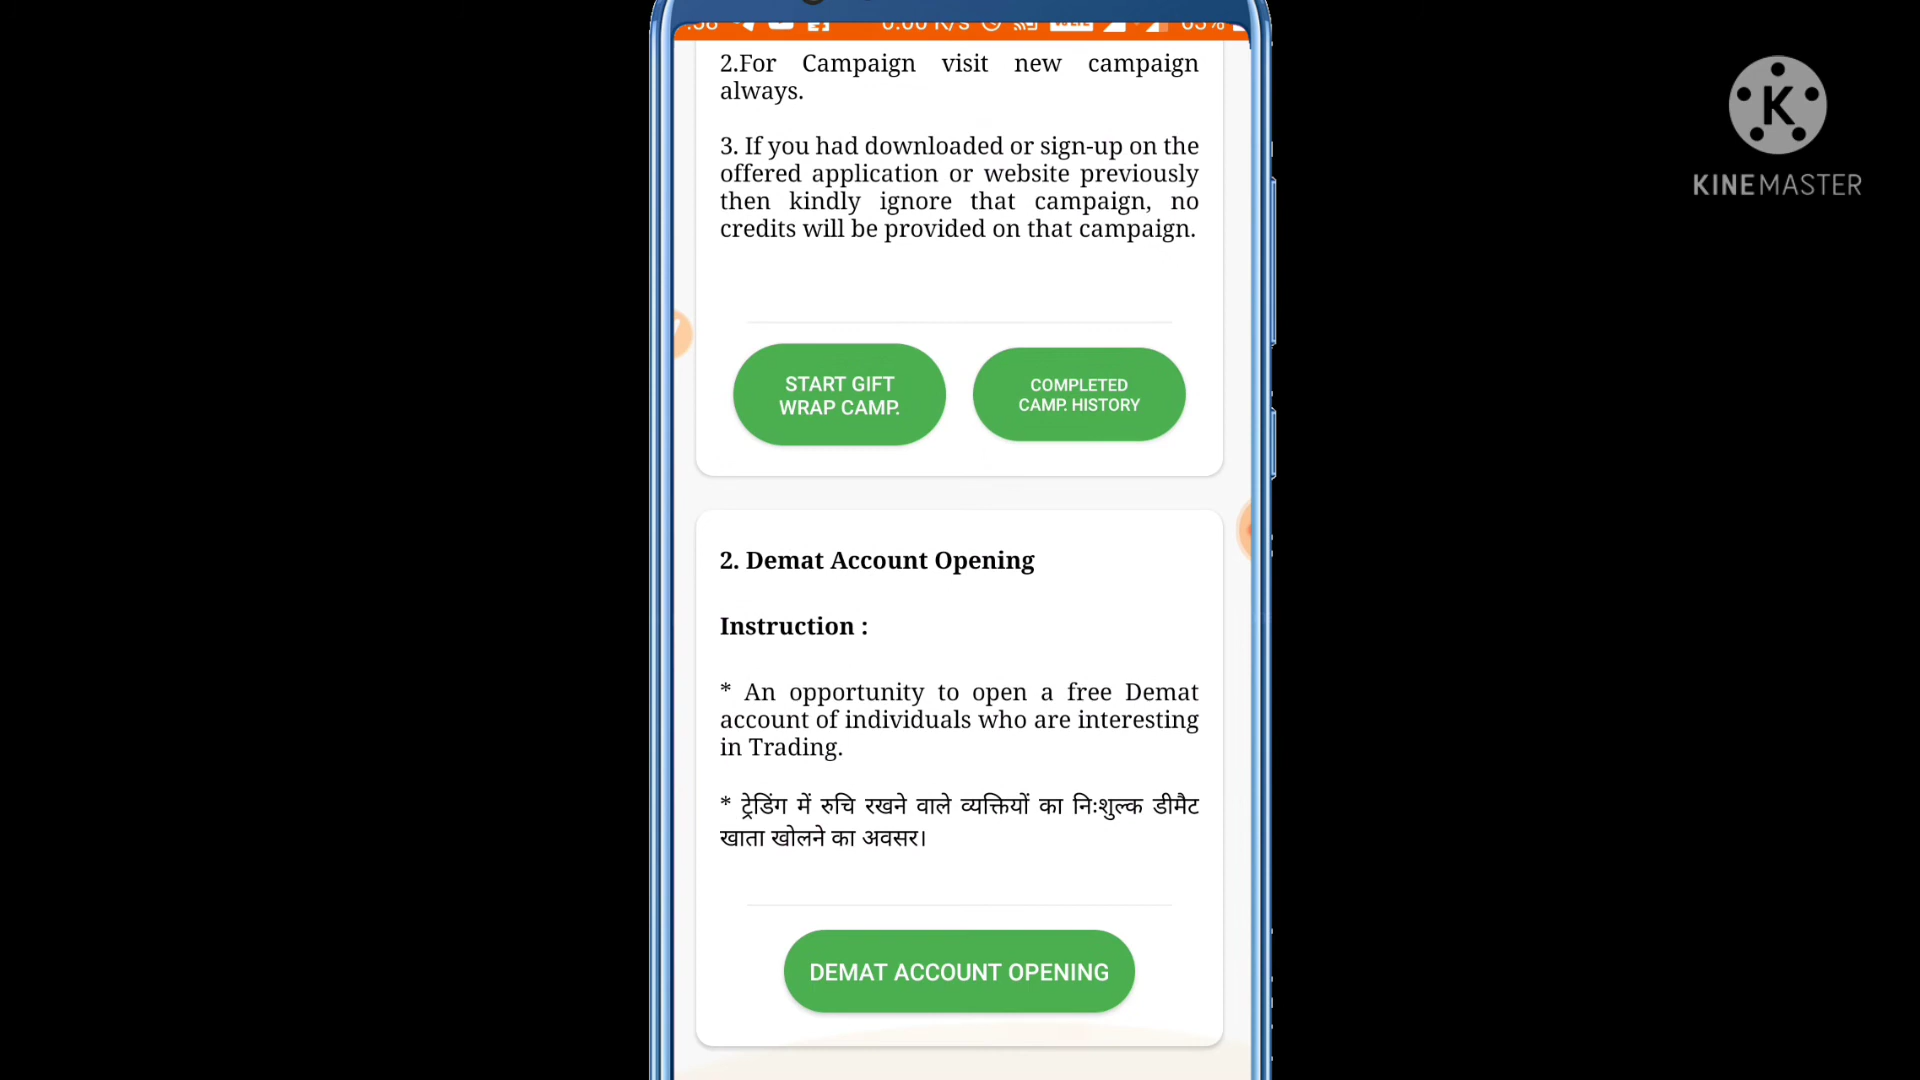 2.For Campaign visit new campaign
always.
3. If you had downloaded or sign-up on the
offered application or website previously
then kindly ignore that campaign, no
credits will be provided on that campaign.
START GIFT
WRAP CAMP.
COMPLETED
CAMP. HISTORY
2. Demat Account Opening
Instruction :
* An opportunity to open a free Demat
account of individuals who are interesting
in Trading.
* ट्रेडिंग में रुचि रखने वाले व्यक्तियों का निःशुल्क डीमैट
खाता खोलने का अवसर।
DEMAT ACCOUNT OPENING
K
KINEMASTER